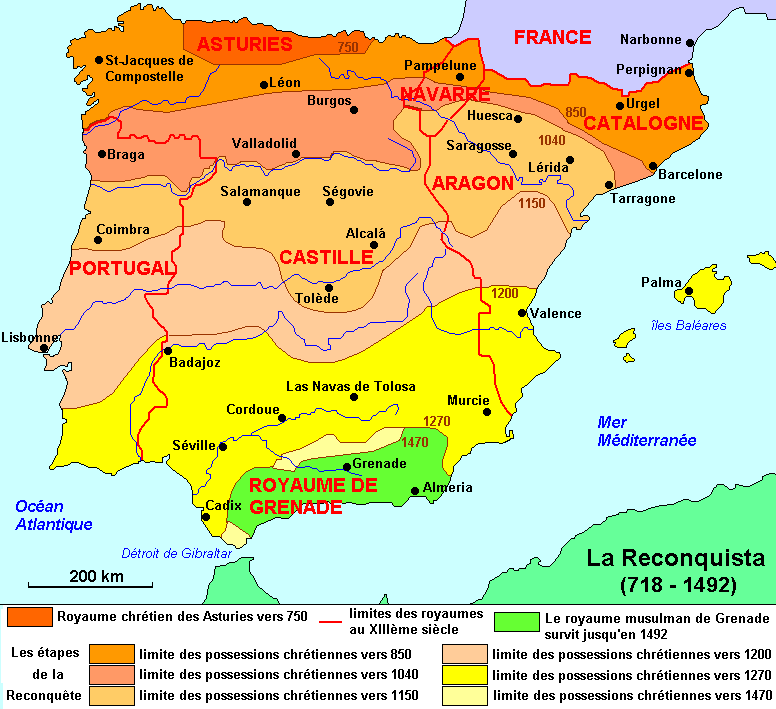 FRANCE
ASTURIES
750
Narbonne
St-Jacques de
Compostelle
Pampelune
Perpignan
Léon
NAVARRE
Burgos
Huesca
850
Urgel
CATALOGNE
Braga
Valladolid
Saragosse
1040
Lérida
Barcelone
ARAGON
Tarragone
Salamanque
Ségovie
1150
Coimbra
Alcalá
CASTILLE
PORTUGAL
Tolède
1200
Palma
Valence
îles Baléares
Lisbonne
Badajoz
Las Navas de Tolosa
Cordoue
Murcie
1270
Mer
Méditerranée
Séville
1470
Grenade
ROYAUME DE
GRENADE
Almeria
Cadix
Océan
Atlantique
Détroit de Gibraltar
200 km
La Reconquista
(718 - 1492)
Royaume chrétien des Asturies vers 750
limites des royaumes
au XIIIème siècle
Le royaume musulman de Grenade
survit jusqu'en 1492
Les étapes
de la
Reconquête
limite des possessions chrétiennes vers 850
limite des possessions chrétiennes vers 1040
limite des possessions chrétiennes vers 1150
limite des possessions chrétiennes vers 1200
limite des possessions chrétiennes vers 1270
limite des possessions chrétiennes vers 1470